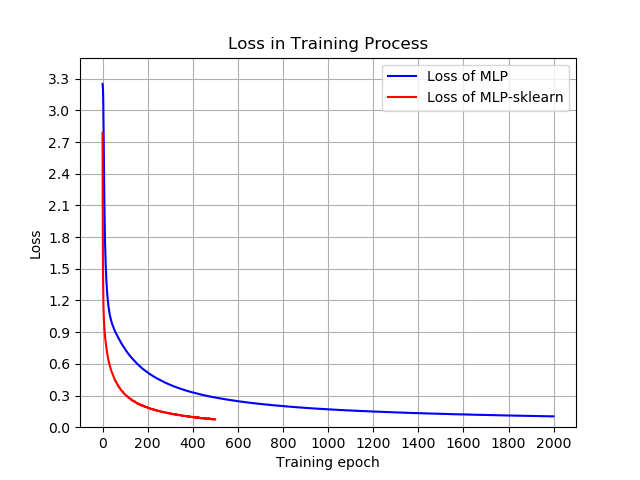 Loss in Training Process
Loss of MLP
Loss of MLP-sklearn
Loss
3.3
3.0
2.7
2.4
2.1
1.8
1.5
1.2
0.9
0.6
0.3
0.0
0 200 400 600 800 1000 1200 1400 1600 1800 2000
Training epoch